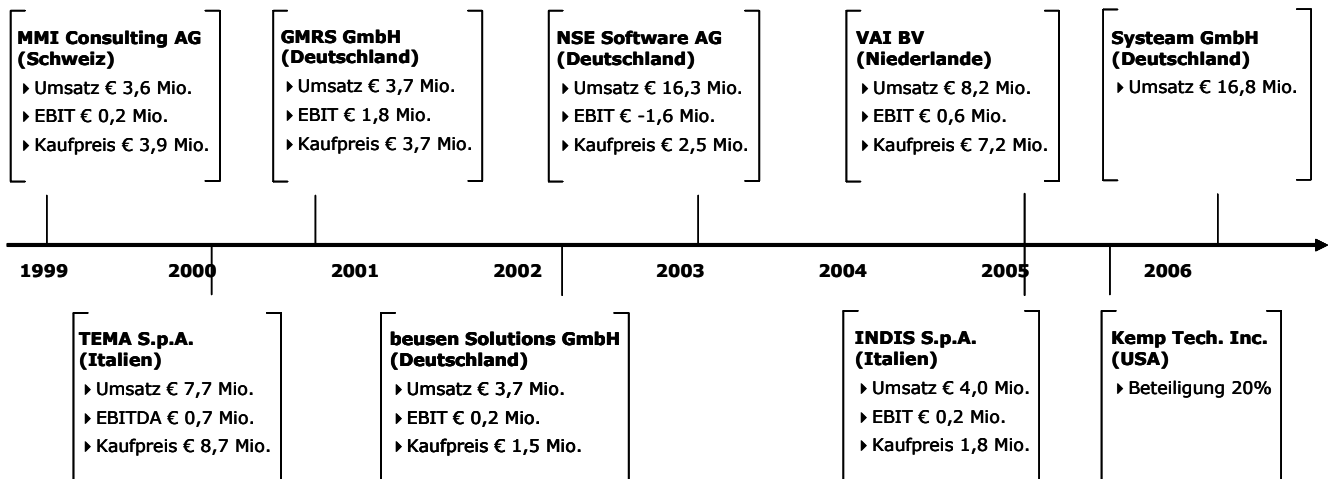 MMI Consulting AG
(Schweiz)
Umsatz € 3,6 Mio.
EBIT € 0,2 Mio.
Kaufpreis € 3,9 Mio.
GMRS GmbH
(Deutschland)
Umsatz € 3,7 Mio.
EBIT € 1,8 Mio.
Kaufpreis € 3,7 Mio.
NSE Software AG
(Deutschland)
Umsatz € 16,3 Mio.
EBIT € -1,6 Mio.
Kaufpreis € 2,5 Mio.
VAI BV
(Niederlande)
Umsatz € 8,2 Mio.
EBIT € 0,6 Mio.
Kaufpreis € 7,2 Mio.
Systeam GmbH
(Deutschland)
Umsatz € 16,8 Mio.
1999 2000 2001 2002 2003 2004 2005 2006
TEMA S.p.A.
(Italien)
Umsatz € 7,7 Mio.
EBITDA € 0,7 Mio.
Kaufpreis € 8,7 Mio.
beusen Solutions GmbH
(Deutschland)
Umsatz € 3,7 Mio.
EBIT € 0,2 Mio.
Kaufpreis € 1,5 Mio.
INDIS S.p.A.
(Italien)
Umsatz € 4,0 Mio.
EBIT € 0,2 Mio.
Kaufpreis 1,8 Mio.
Kemp Tech. Inc.
(USA)
Beteiligung 20%